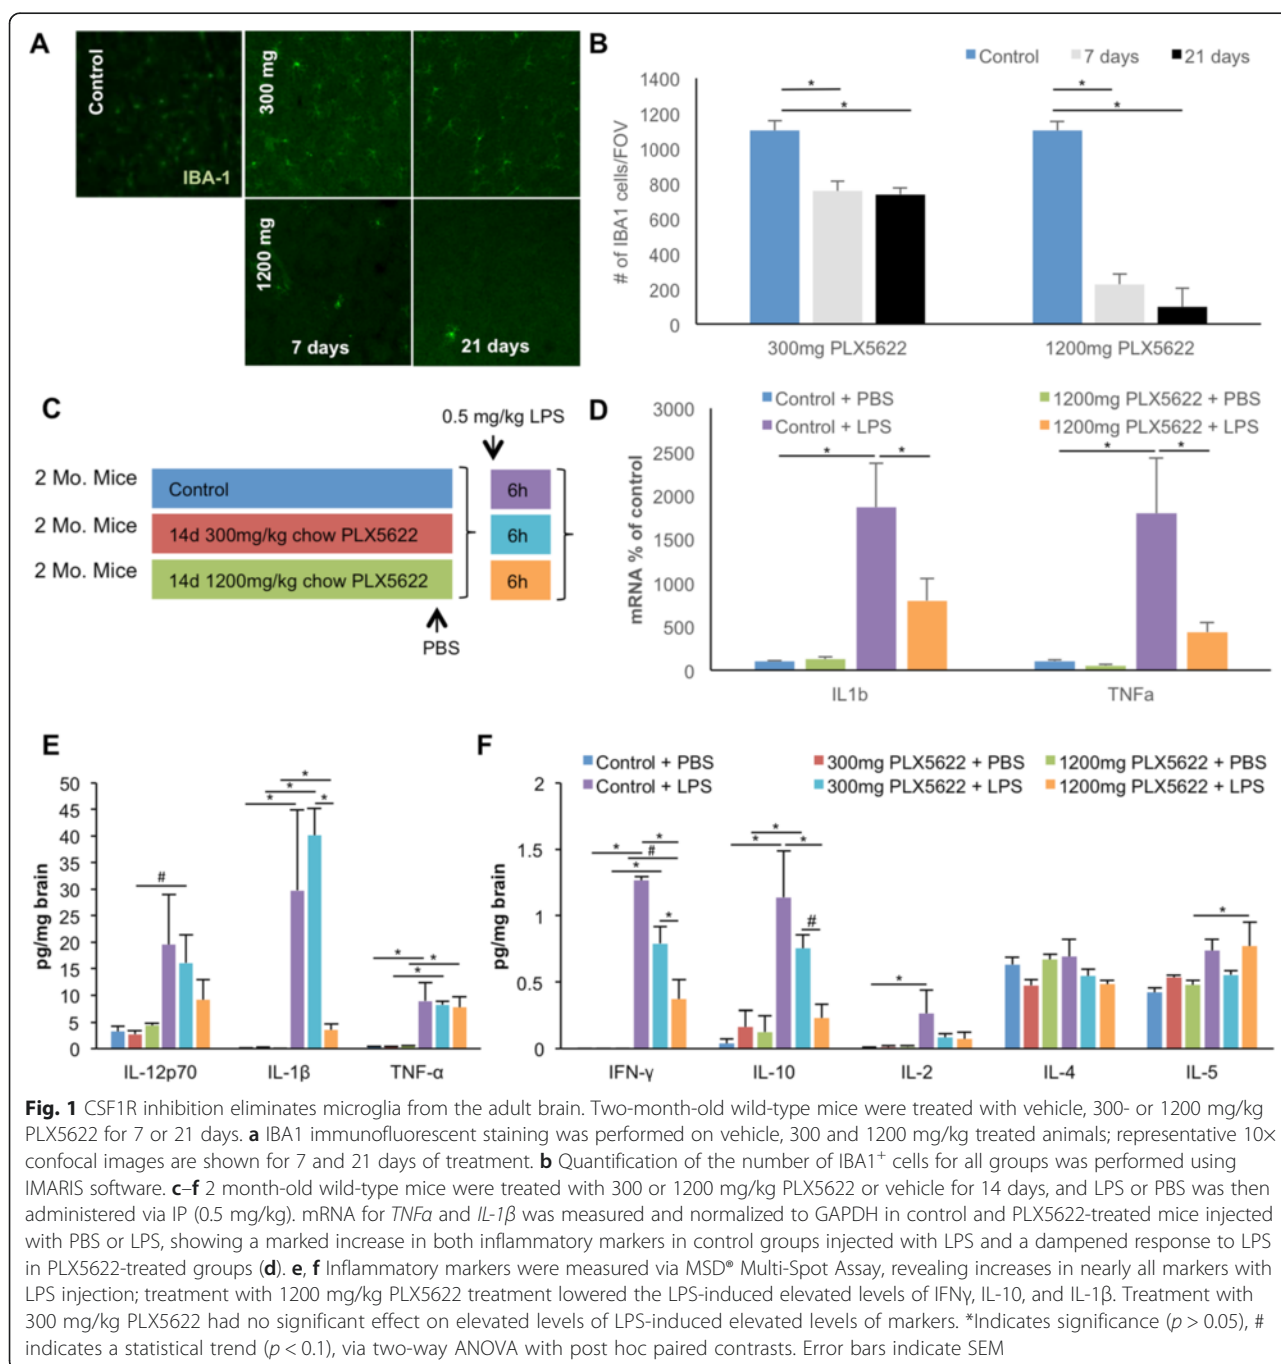 A
Control
IBA-1
300 mg
1200 mg
7 days
21 days
B
Control
7 days
21 days
# of IBA1 cells/FOV
1400
1200
1000
800
600
400
200
0
* * * *
300mg PLX5622
1200mg PLX5622
C
0.5 mg/kg LPS
2 Mo. Mice
Control
6h
2 Mo. Mice
14d 300mg/kg chow PLX5622
6h
2 Mo. Mice
14d 1200mg/kg chow PLX5622
6h
PBS
D
Control + PBS
1200mg PLX5622 + PBS
Control + LPS
1200mg PLX5622 + LPS
mRNA % of control
3000
2500
2000
1500
1000
500
0
* * * *
IL1b
TNFa
E
pg/mg brain
50
45
40
35
30
25
20
15
10
5
0
# * * * * * * *
IL-12p70
IL-1β
TNF-α
F
Control + PBS
300mg PLX5622 + PBS
1200mg PLX5622 + PBS
Control + LPS
300mg PLX5622 + LPS
1200mg PLX5622 + LPS
pg/mg brain
2
1.5
1
0.5
0
* * # * * * * * # * *
IFN-γ
IL-10
IL-2
IL-4
IL-5
Fig. 1 CSF1R inhibition eliminates microglia from the adult brain. Two-month-old wild-type mice were treated with vehicle, 300- or 1200 mg/kg
PLX5622 for 7 or 21 days. a IBA1 immunofluorescent staining was performed on vehicle, 300 and 1200 mg/kg treated animals; representative 10×
confocal images are shown for 7 and 21 days of treatment. b Quantification of the number of IBA1+ cells for all groups was performed using
IMARIS software. c–f 2 month-old wild-type mice were treated with 300 or 1200 mg/kg PLX5622 or vehicle for 14 days, and LPS or PBS was then
administered via IP (0.5 mg/kg). mRNA for TNFα and IL-1β was measured and normalized to GAPDH in control and PLX5622-treated mice injected
with PBS or LPS, showing a marked increase in both inflammatory markers in control groups injected with LPS and a dampened response to LPS
in PLX5622-treated groups (d). e, f Inflammatory markers were measured via MSD® Multi-Spot Assay, revealing increases in nearly all markers with
LPS injection; treatment with 1200 mg/kg PLX5622 treatment lowered the LPS-induced elevated levels of IFNγ, IL-10, and IL-1β. Treatment with
300 mg/kg PLX5622 had no significant effect on elevated levels of LPS-induced elevated levels of markers. *Indicates significance (p > 0.05), #
indicates a statistical trend (p < 0.1), via two-way ANOVA with post hoc paired contrasts. Error bars indicate SEM